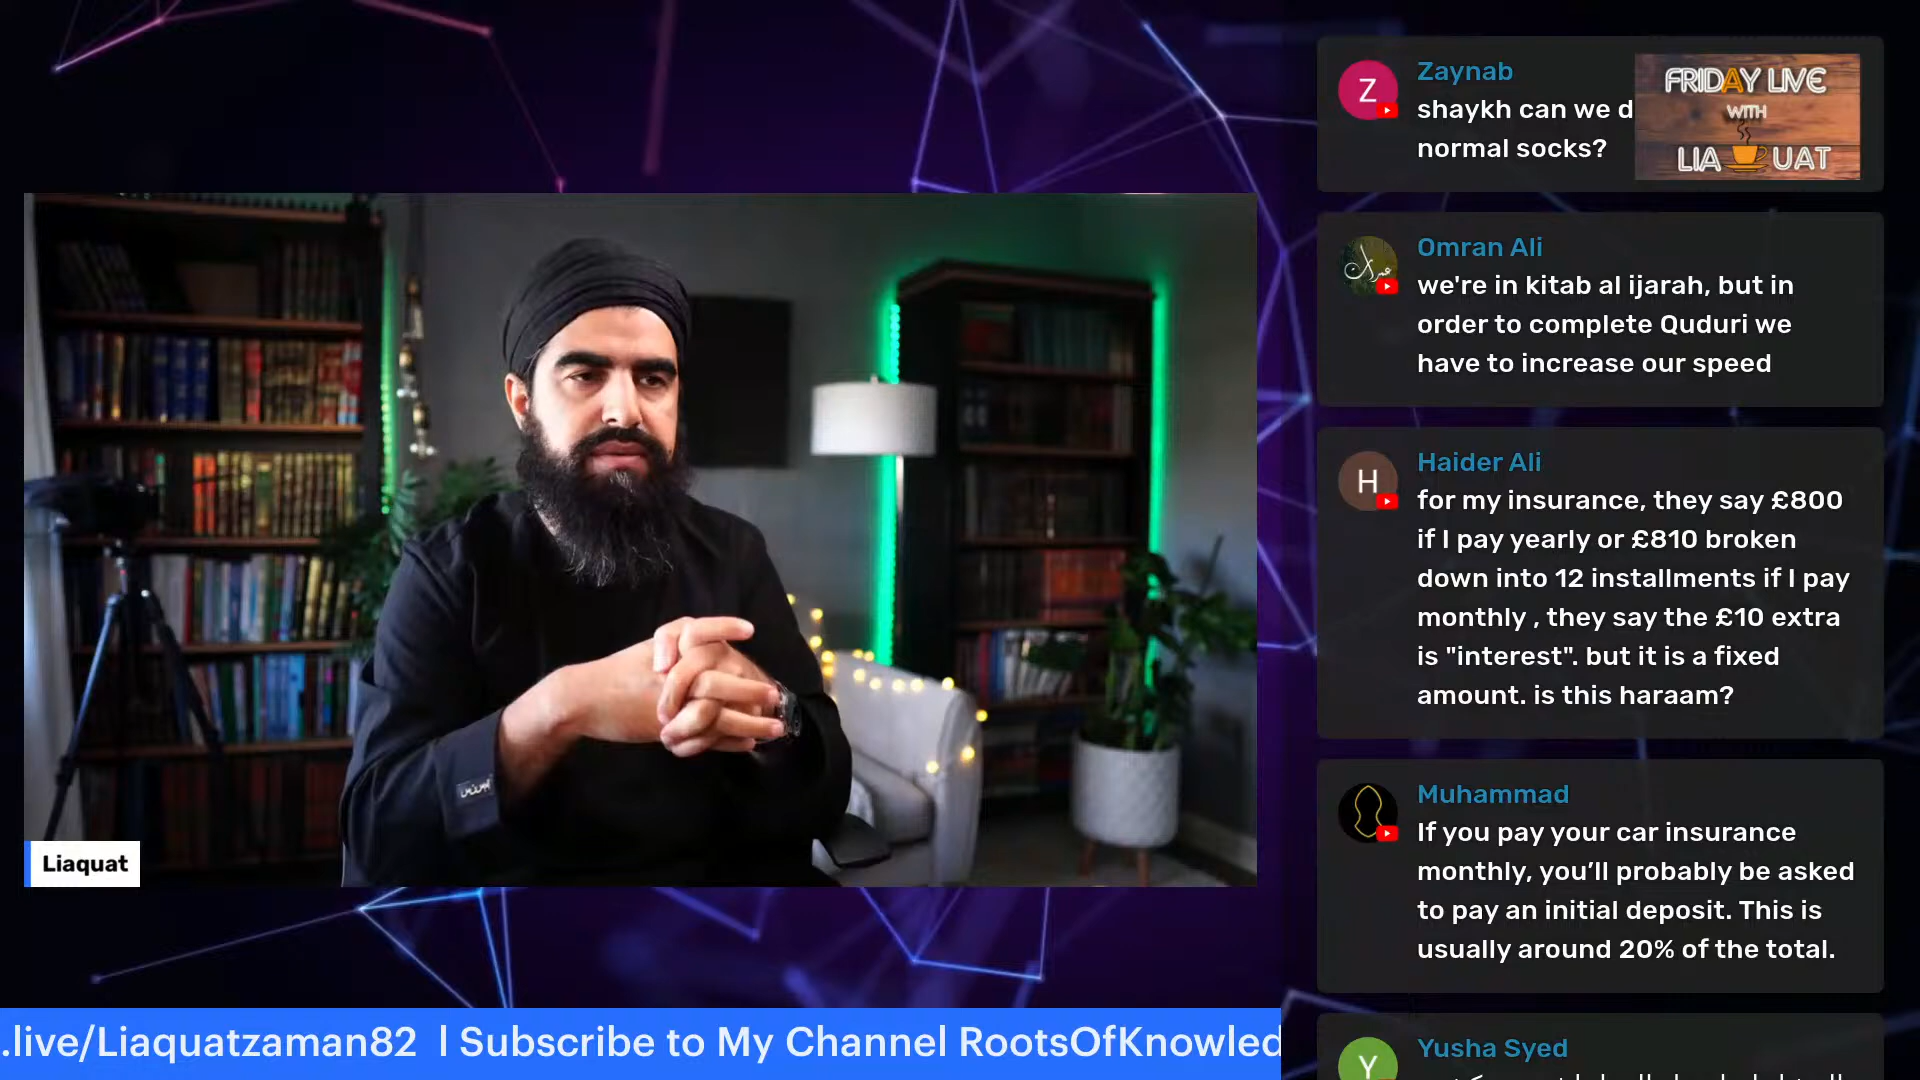 Zaynab
shaykh can we d
normal socks?
FRIDAY LIVE
WITH
LIA UAT
Omran Ali
we're in kitab al ijarah, but in
order to complete Quduri we
have to increase our speed
Haider Ali
for my insurance, they say £800
if I pay yearly or £810 broken
down into 12 installments if I pay
monthly , they say the £10 extra
is "interest". but it is a fixed
amount. is this haraam?
Muhammad
If you pay your car insurance
monthly, you’ll probably be asked
to pay an initial deposit. This is
usually around 20% of the total.
Yusha Syed
Z
H
Y
Liaquat
.live/Liaquatzaman82 | Subscribe to My Channel RootsOfKnowled